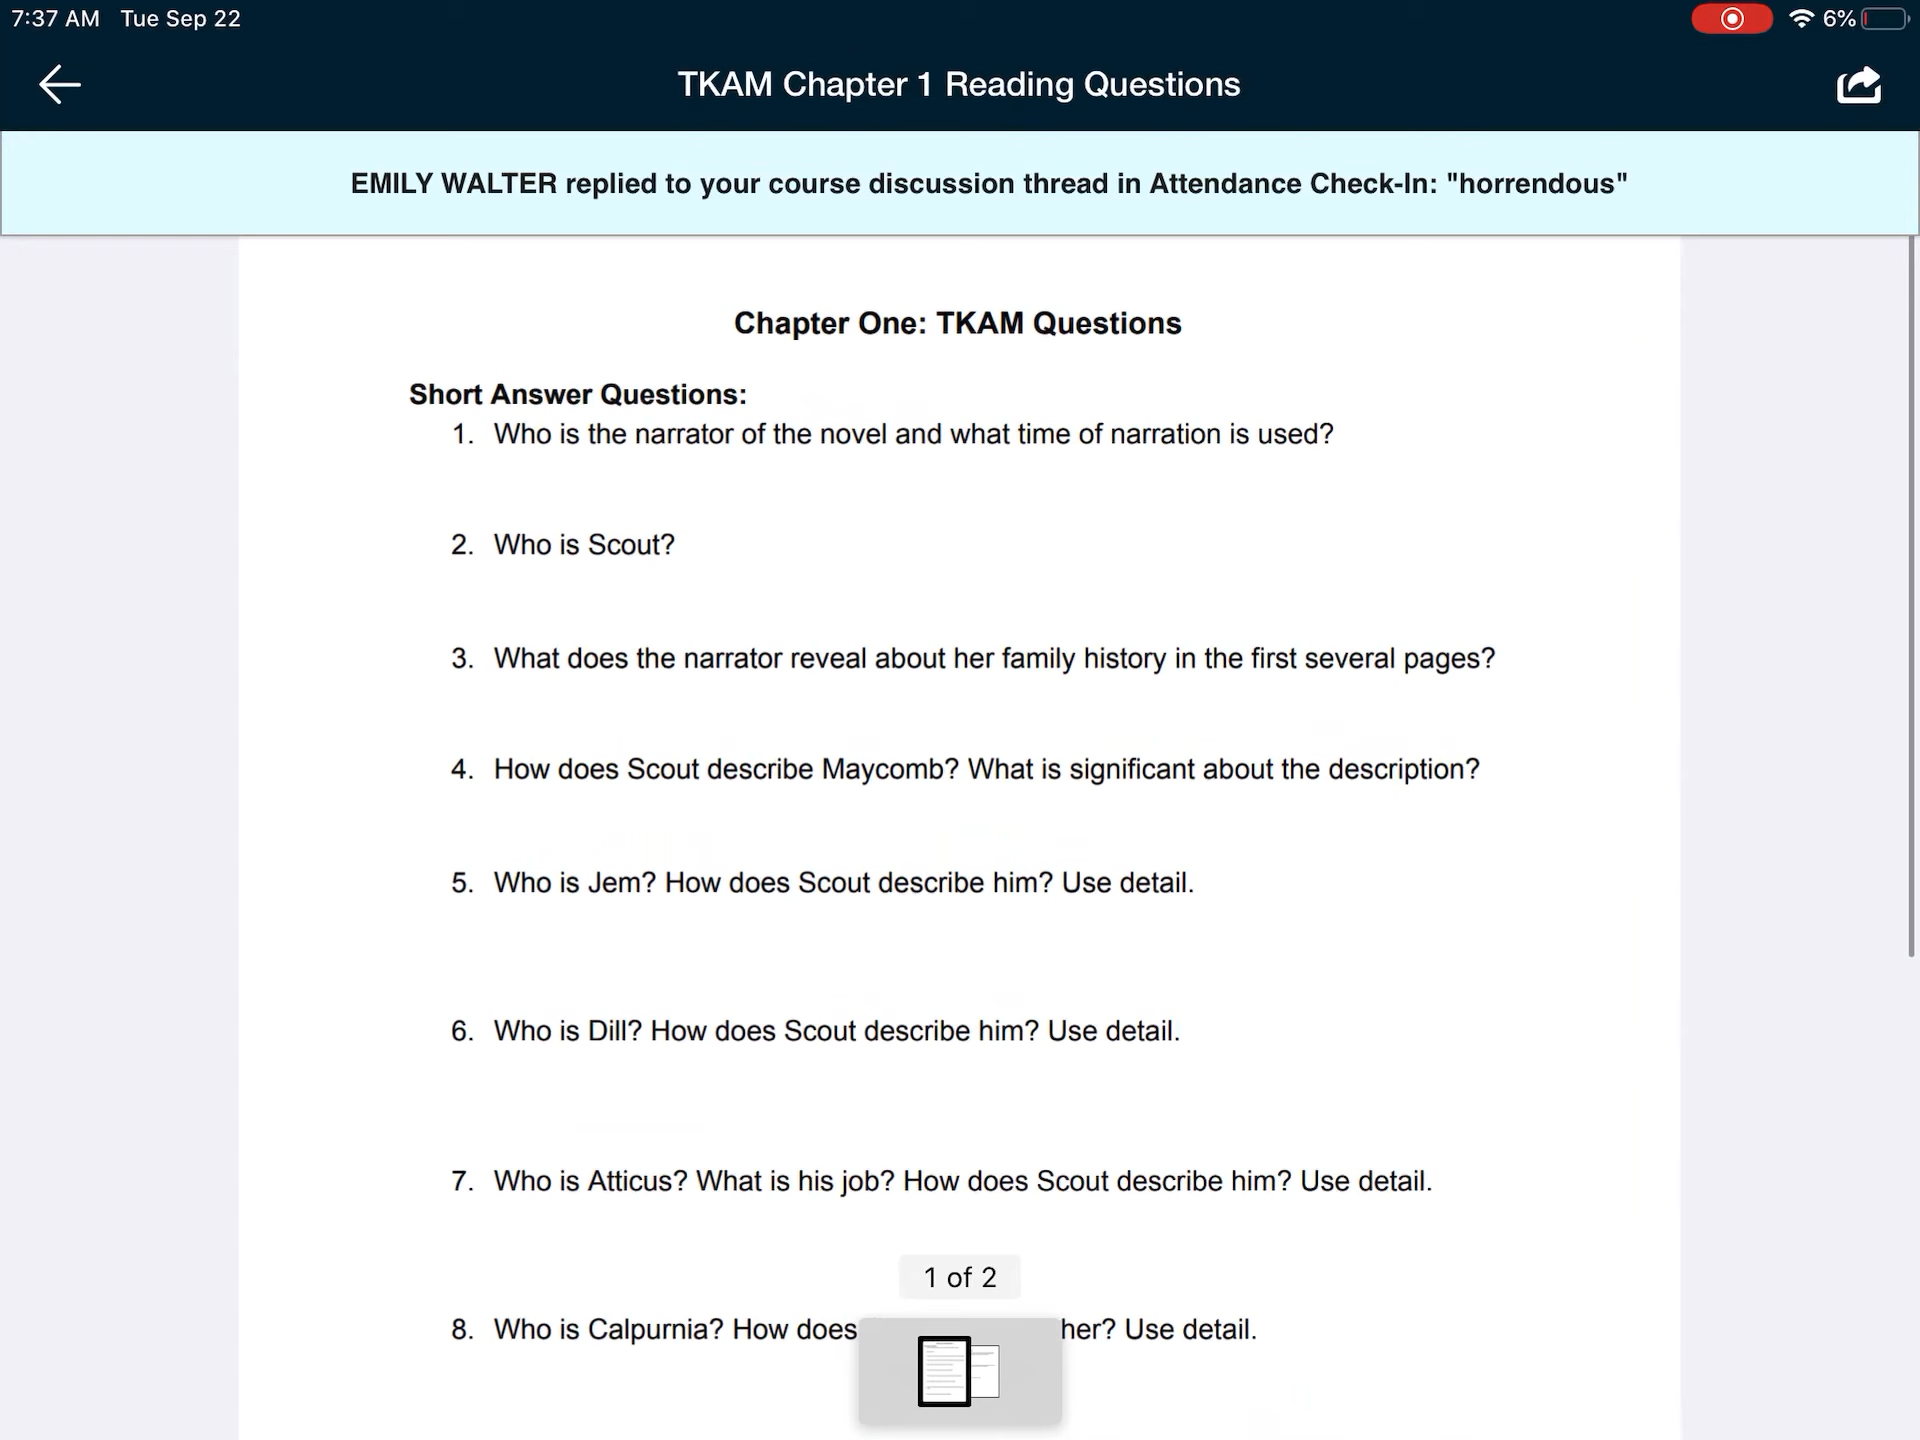 7:37 AM Tue Sep 22
6%
TKAM Chapter 1 Reading Questions
EMILY WALTER replied to your course discussion thread in Attendance Check-In: "horrendous"
Chapter One: TKAM Questions
Short Answer Questions:
1. Who is the narrator of the novel and what time of narration is used?
2. Who is Scout?
3. What does the narrator reveal about her family history in the first several pages?
4. How does Scout describe Maycomb? What is significant about the description?
5. Who is Jem? How does Scout describe him? Use detail.
6. Who is Dill? How does Scout describe him? Use detail.
7. Who is Atticus? What is his job? How does Scout describe him? Use detail.
1 of 2
8. Who is Calpurnia? How does her? Use detail.